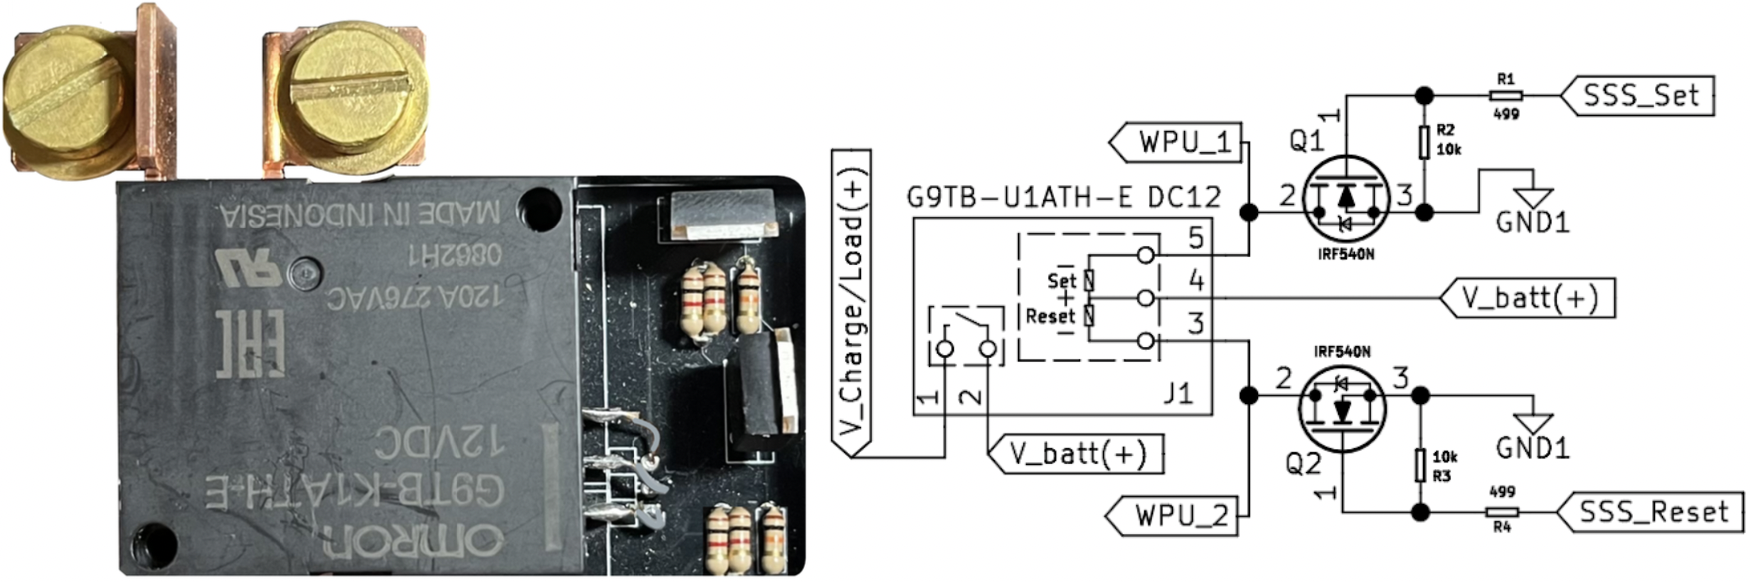 MADE IN INDONESIA
0862H1
120A 276VAC
EAC
12VDC
G9TB-K1ATH-E
OMRON
V_Charge/Load(+)
WPU_1
G9TB-U1ATH-E DC12
5
Set
4
+
Reset
3
1
2
J1
V_batt(+)
WPU_2
R1
499
SSS_Set
R2
10k
Q1
1
2
3
IRF540N
GND1
V_batt(+)
IRF540N
2
3
GND1
Q2
1
10k
R3
499
R4
SSS_Reset